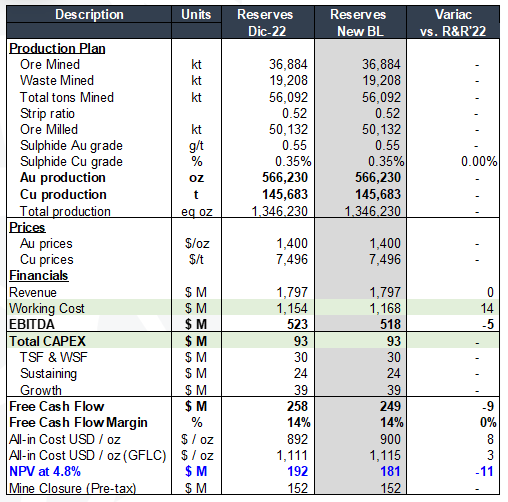 Description Units Reserves Reserves Variac
Dic-22 New BL vs. R&R'22
Production Plan
Ore Mined kt 36,884 36,884 -
Waste Mined kt 19,208 19,208 -
Total tons Mined kt 56,092 56,092 -
Strip ratio 0.52 0.52 -
Ore Milled kt 50,132 50,132 -
Sulphide Au grade g/t 0.55 0.55 -
Sulphide Cu grade % 0.35% 0.35% 0.00%
Au production oz 566,230 566,230 -
Cu production t 145,683 145,683 -
Total production eq oz 1,346,230 1,346,230 -
Prices
Au prices $/oz 1,400 1,400 -
Cu prices $/t 7,496 7,496 -
Financials
Revenue $ M 1,797 1,797 0
Working Cost $ M 1,154 1,168 14
EBITDA $ M 523 518 -5
Total CAPEX $ M 93 93 -
TSF & WSF $ M 30 30 -
Sustaining $ M 24 24 -
Growth $ M 39 39 -
Free Cash Flow $ M 258 249 -9
Free Cash Flow Margin % 14% 14% 0%
All-in Cost USD / oz $ / oz 892 900 8
All-in Cost USD / oz (GFLC) $ / oz 1,111 1,115 3
NPV at 4.8% $ M 192 181 -11
Mine Closure (Pre-tax) $ M 152 152 -